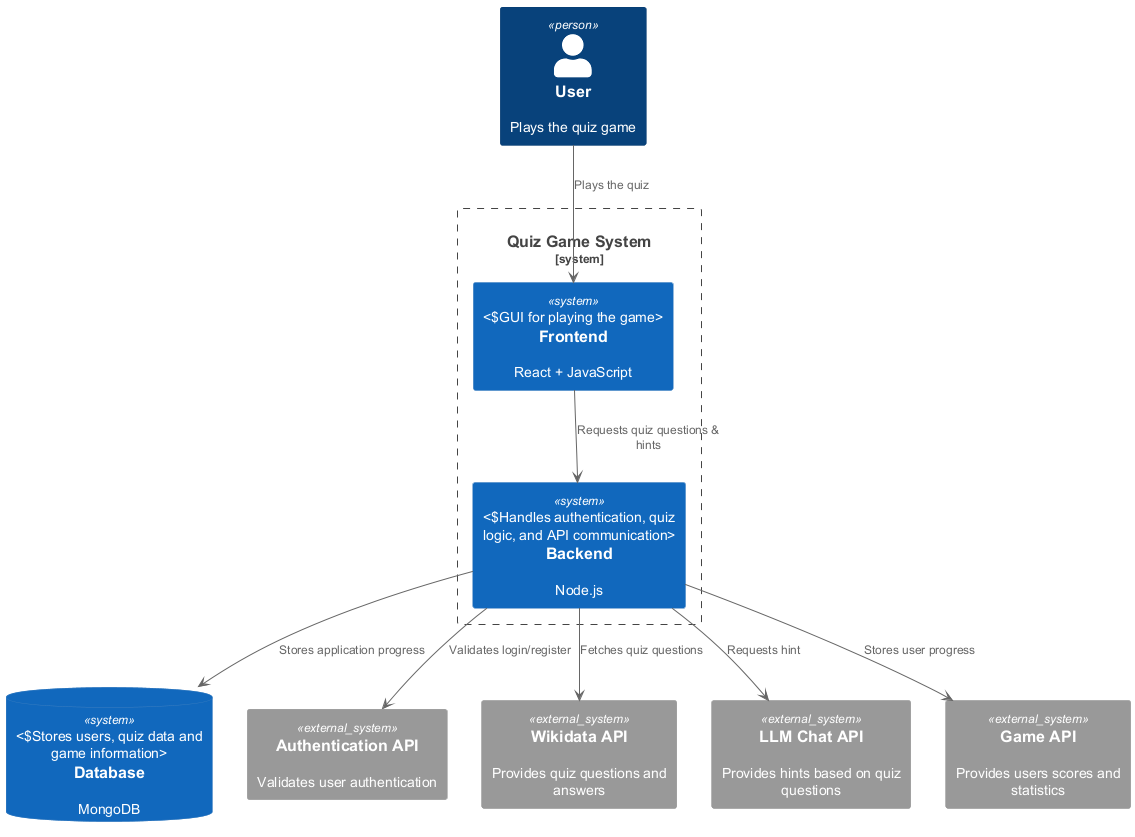 «person»
User
Plays the quiz game
Plays the quiz
Quiz Game System
[system]
«system»
<$GUI for playing the game>
Frontend
React + JavaScript
Requests quiz questions &
hints
«system»
<$Handles authentication, quiz
logic, and API communication>
Backend
Node.js
Stores application progress
Validates login/register
Fetches quiz questions
Requests hint
Stores user progress
«system»
<$Stores users, quiz data and
game information>
Database
MongoDB
«external_system»
Authentication API
Validates user authentication
«external_system»
Wikidata API
Provides quiz questions and
answers
«external_system»
LLM Chat API
Provides hints based on quiz
questions
«external_system»
Game API
Provides users scores and
statistics